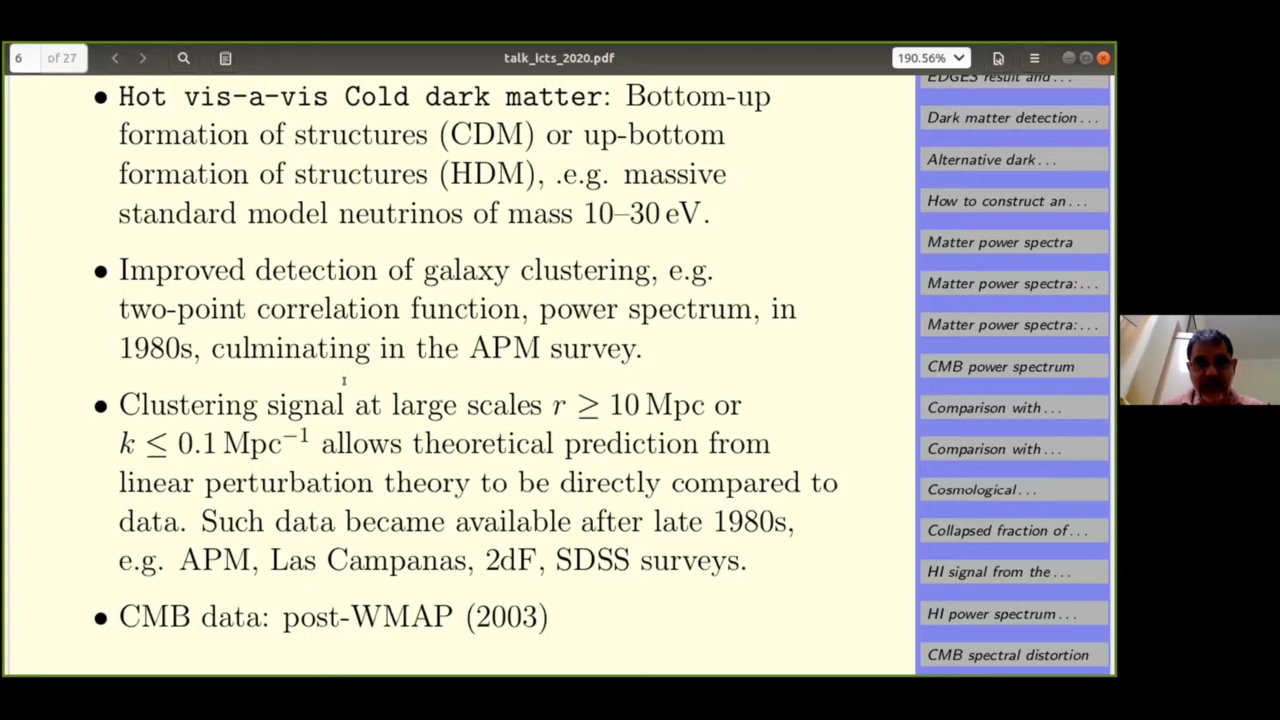 6 of 27
talk_icts_2020.pdf
190.56%
• Hot vis-a-vis Cold dark matter: Bottom-up
formation of structures (CDM) or up-bottom
formation of structures (HDM), .e.g. massive
standard model neutrinos of mass 10–30 eV.
• Improved detection of galaxy clustering, e.g.
two-point correlation function, power spectrum, in
1980s, culminating in the APM survey.
• Clustering signal at large scales r ≥ 10 Mpc or
k ≤ 0.1 Mpc⁻¹ allows theoretical prediction from
linear perturbation theory to be directly compared to
data. Such data became available after late 1980s,
e.g. APM, Las Campanas, 2dF, SDSS surveys.
• CMB data: post-WMAP (2003)
EDGES result and . . .
Dark matter detection . . .
Alternative dark . . .
How to construct an . . .
Matter power spectra
Matter power spectra: . . .
Matter power spectra: . . .
CMB power spectrum
Comparison with . . .
Comparison with . . .
Cosmological . . .
Collapsed fraction of . . .
HI signal from the . . .
HI power spectrum . . .
CMB spectral distortion